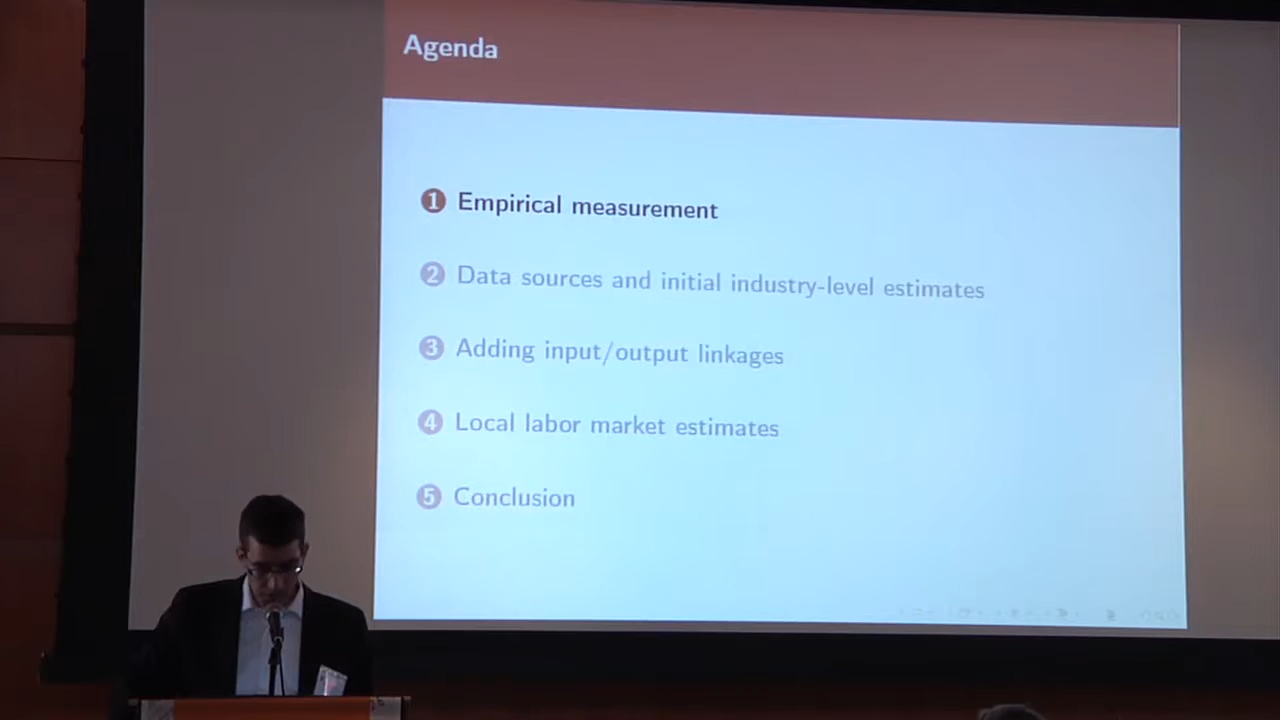 Agenda
1 Empirical measurement
2 Data sources and initial industry-level estimates
3 Adding input/output linkages
4 Local labor market estimates
5 Conclusion